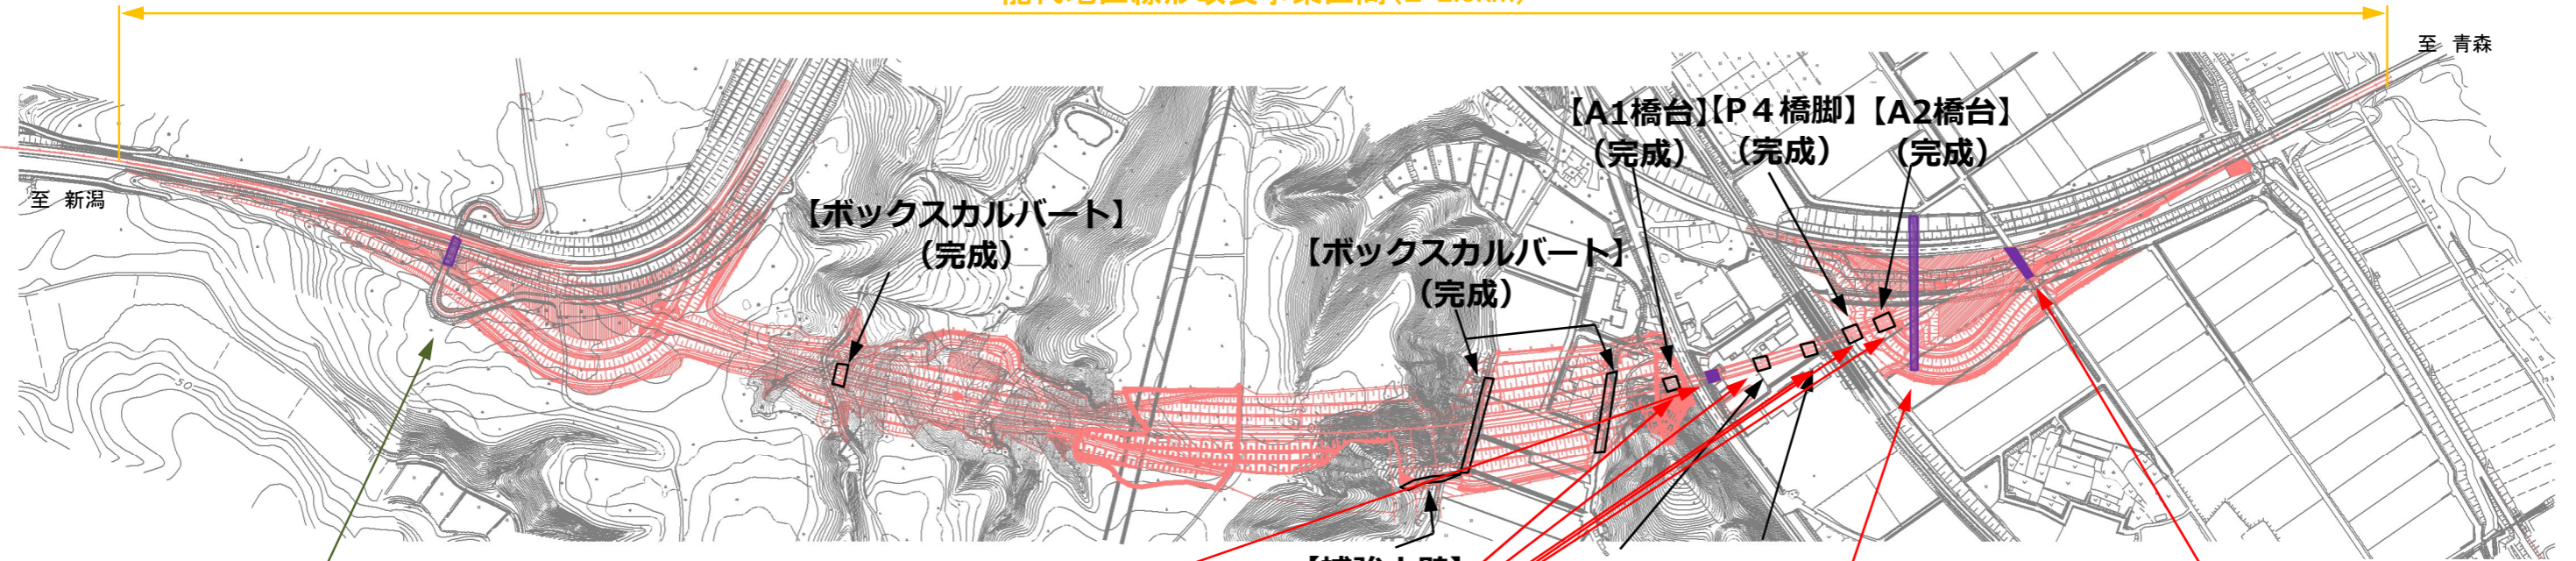 至 青森
【A1橋台】【P4橋脚】【A2橋台】
(完成) (完成) (完成)
至 新潟
【ボックスカルバート】
(完成)
【ボックスカルバート】
(完成)
50